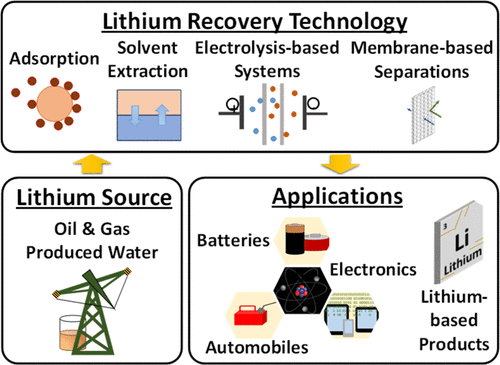 Lithium Recovery Technology
Adsorption
Solvent
Extraction
Electrolysis-based
Systems
Membrane-based
Separations
Lithium Source
Oil & Gas
Produced Water
Applications
Batteries
Electronics
Automobiles
3
Li
Lithium
Lithium-
based
Products